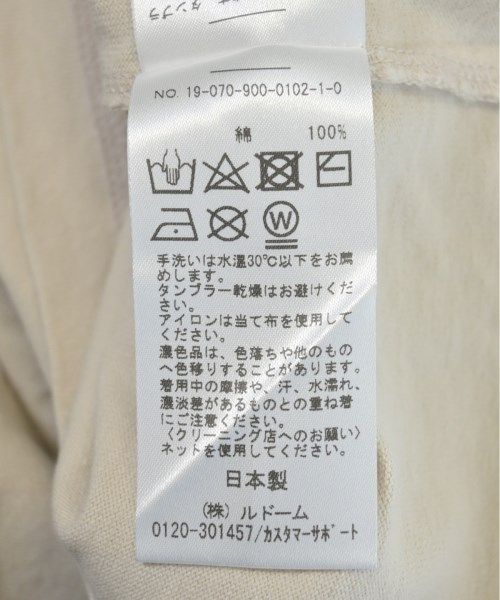 タンブラ
NO. 19-070-900-0102-1-0
綿 100%
W
手洗いは水温30℃以下をお薦
めします。
タンブラー乾燥はお避けくだ
さい。
アイロンは当て布を使用して
ください。
濃色品は、色落ちや他のもの
へ色移りすることがあります。
着用中の摩擦や、汗、水濡れ、
濃淡差があるものとの重ね着
にご注意ください。
〈クリーニング店へのお願い〉
ネットを使用してください。
日本製
(株) ルドーム
0120-301457/カスタマーサポート